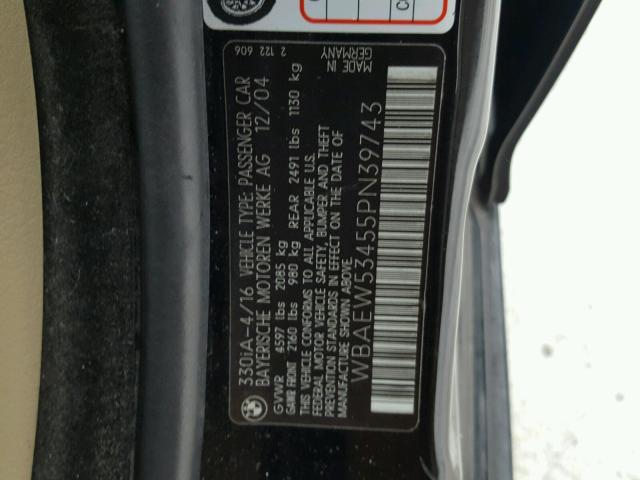 330iA-4/16 VEHICLE TYPE: PASSENGER CAR
BAYERISCHE MOTOREN WERKE AG 12/04
GVWR 4597 lbs 2085 kg
GAWR FRONT 2160 lbs 980 kg REAR 2491 lbs 1130 kg
THIS VEHICLE CONFORMS TO ALL APPLICABLE U.S.
FEDERAL MOTOR VEHICLE SAFETY, BUMPER AND THEFT
PREVENTION STANDARDS IN EFFECT ON THE DATE OF
MANUFACTURE SHOWN ABOVE.
WBAEW53455PN39743
2 122 606
MADE IN
GERMANY